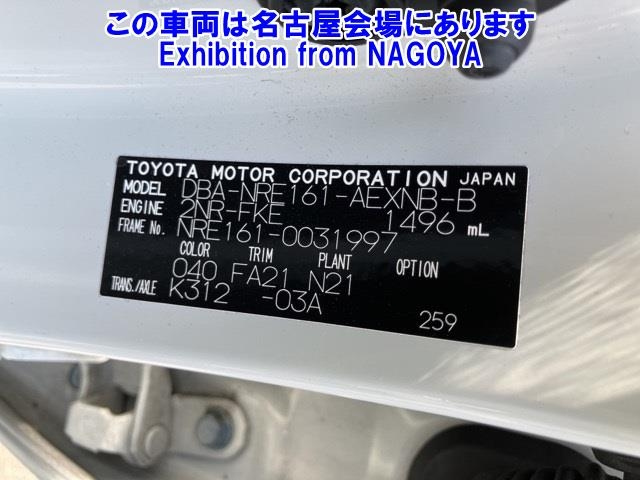 この車両は名古屋会場にあります
Exhibition from NAGOYA
TOYOTA MOTOR CORPORATION JAPAN
MODEL DBA-NRE161-AEXNB-B
ENGINE 2NR-FKE 1496 mL
FRAME No. NRE161-0031997
COLOR TRIM PLANT OPTION
040 FA21 N21
TRANS./AXLE K312 -03A
259